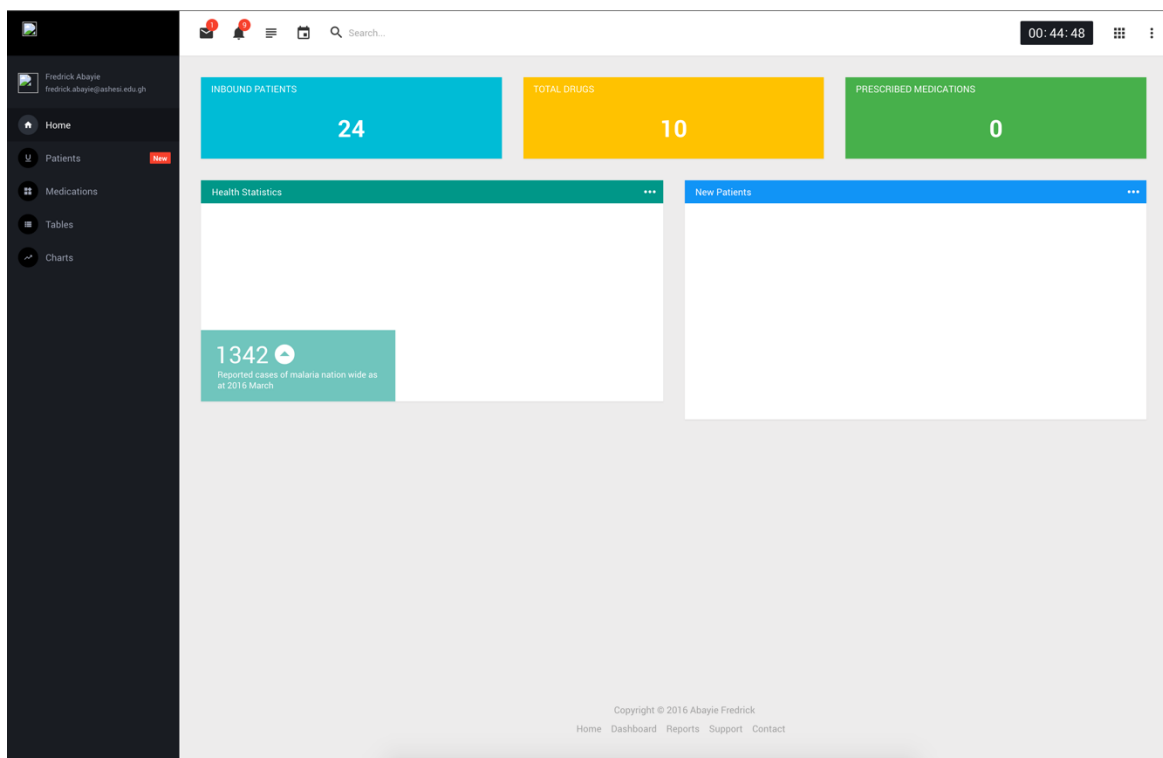 1
9
Search...
00:44:48
Fredrick Abayie
fredrick.abayie@ashesi.edu.gh
Home
Patients
New
Medications
Tables
Charts
INBOUND PATIENTS
24
TOTAL DRUGS
10
PRESCRIBED MEDICATIONS
0
Health Statistics
1342
Reported cases of malaria nation wide as
at 2016 March
New Patients
Copyright © 2016 Abayie Fredrick
Home Dashboard Reports Support Contact